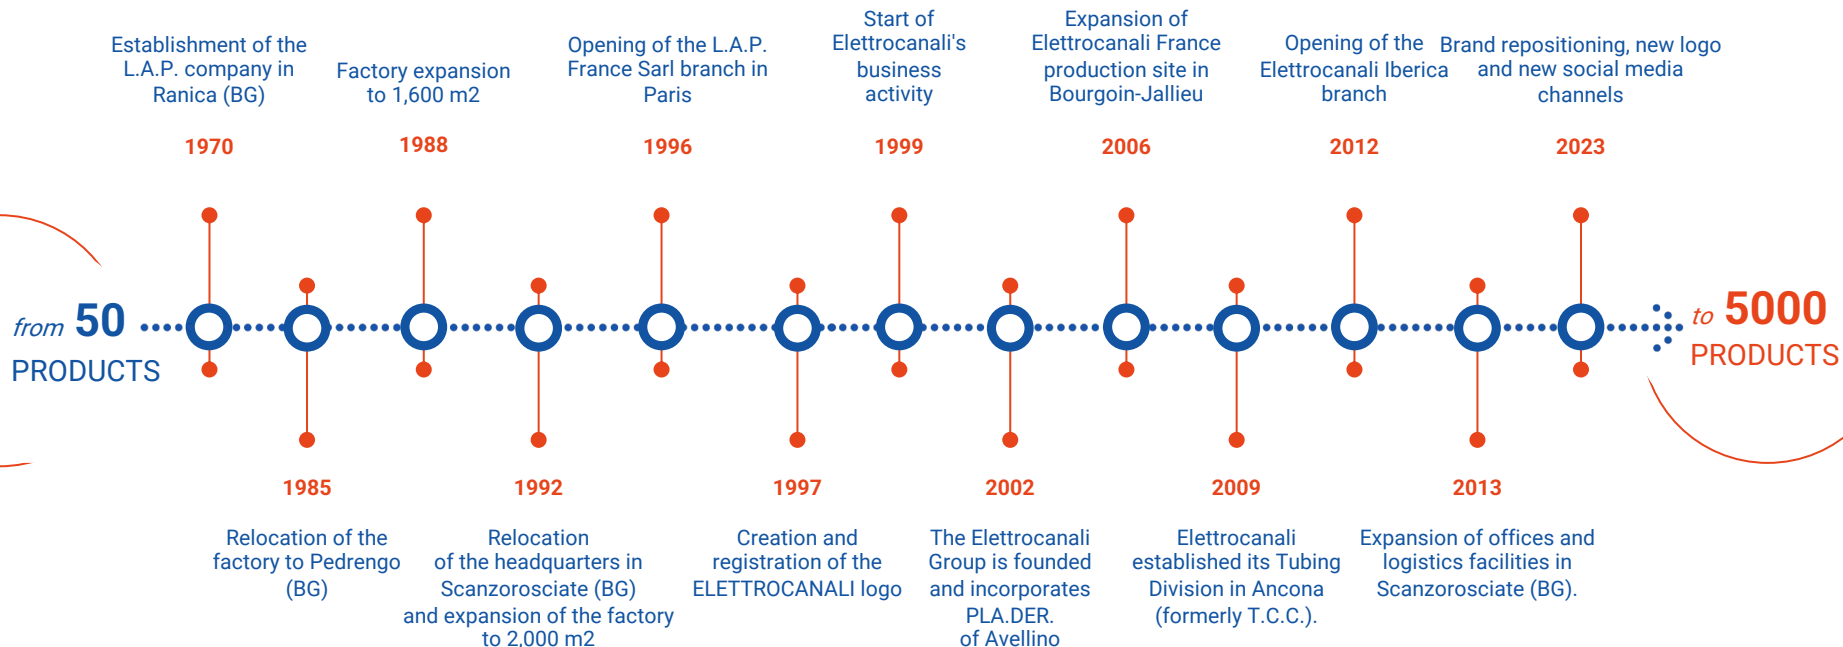 Establishment of the
L.A.P. company in
Ranica (BG)
1970
Factory expansion
to 1,600 m2
1988
Opening of the L.A.P.
France Sarl branch in
Paris
1996
Start of
Elettrocanali's
business
activity
1999
Expansion of
Elettrocanali France
production site in
Bourgoin-Jallieu
2006
Opening of the
Elettrocanali Iberica
branch
2012
Brand repositioning, new logo
and new social media
channels
2023
from 50
PRODUCTS
to 5000
PRODUCTS
1985
Relocation of the
factory to Pedrengo
(BG)
1992
Relocation
of the headquarters in
Scanzorosciate (BG)
and expansion of the factory
to 2,000 m2
1997
Creation and
registration of the
ELETTROCANALI logo
2002
The Elettrocanali
Group is founded
and incorporates
PLA.DER.
of Avellino
2009
Elettrocanali
established its Tubing
Division in Ancona
(formerly T.C.C.).
2013
Expansion of offices and
logistics facilities in
Scanzorosciate (BG).